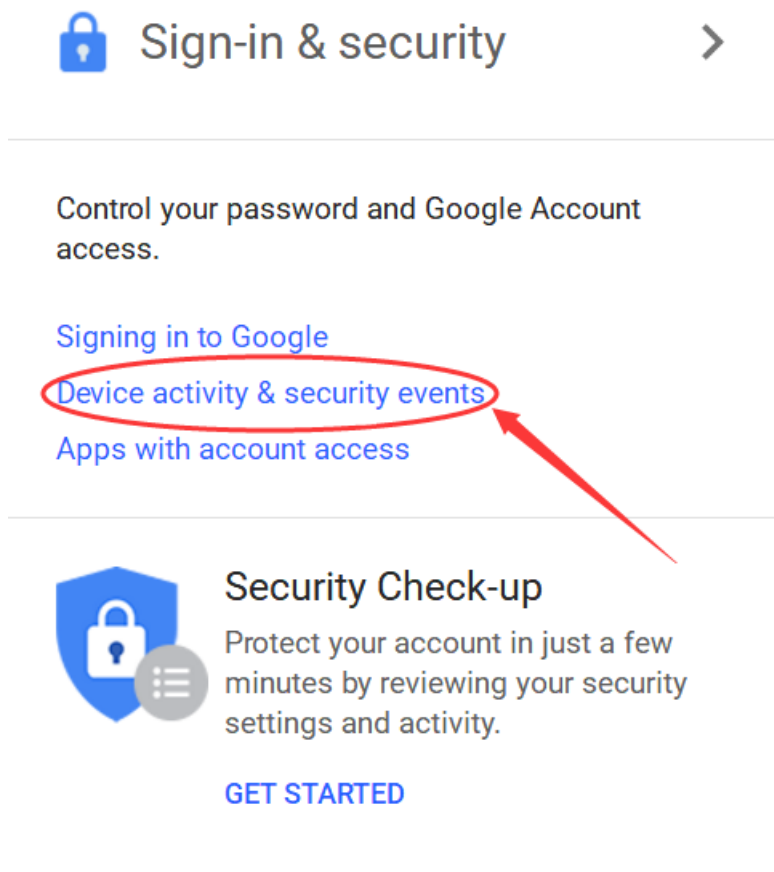 Sign-in & security
Control your password and Google Account
access.
Signing in to Google
Device activity & security events
Apps with account access
Security Check-up
Protect your account in just a few
minutes by reviewing your security
settings and activity.
GET STARTED